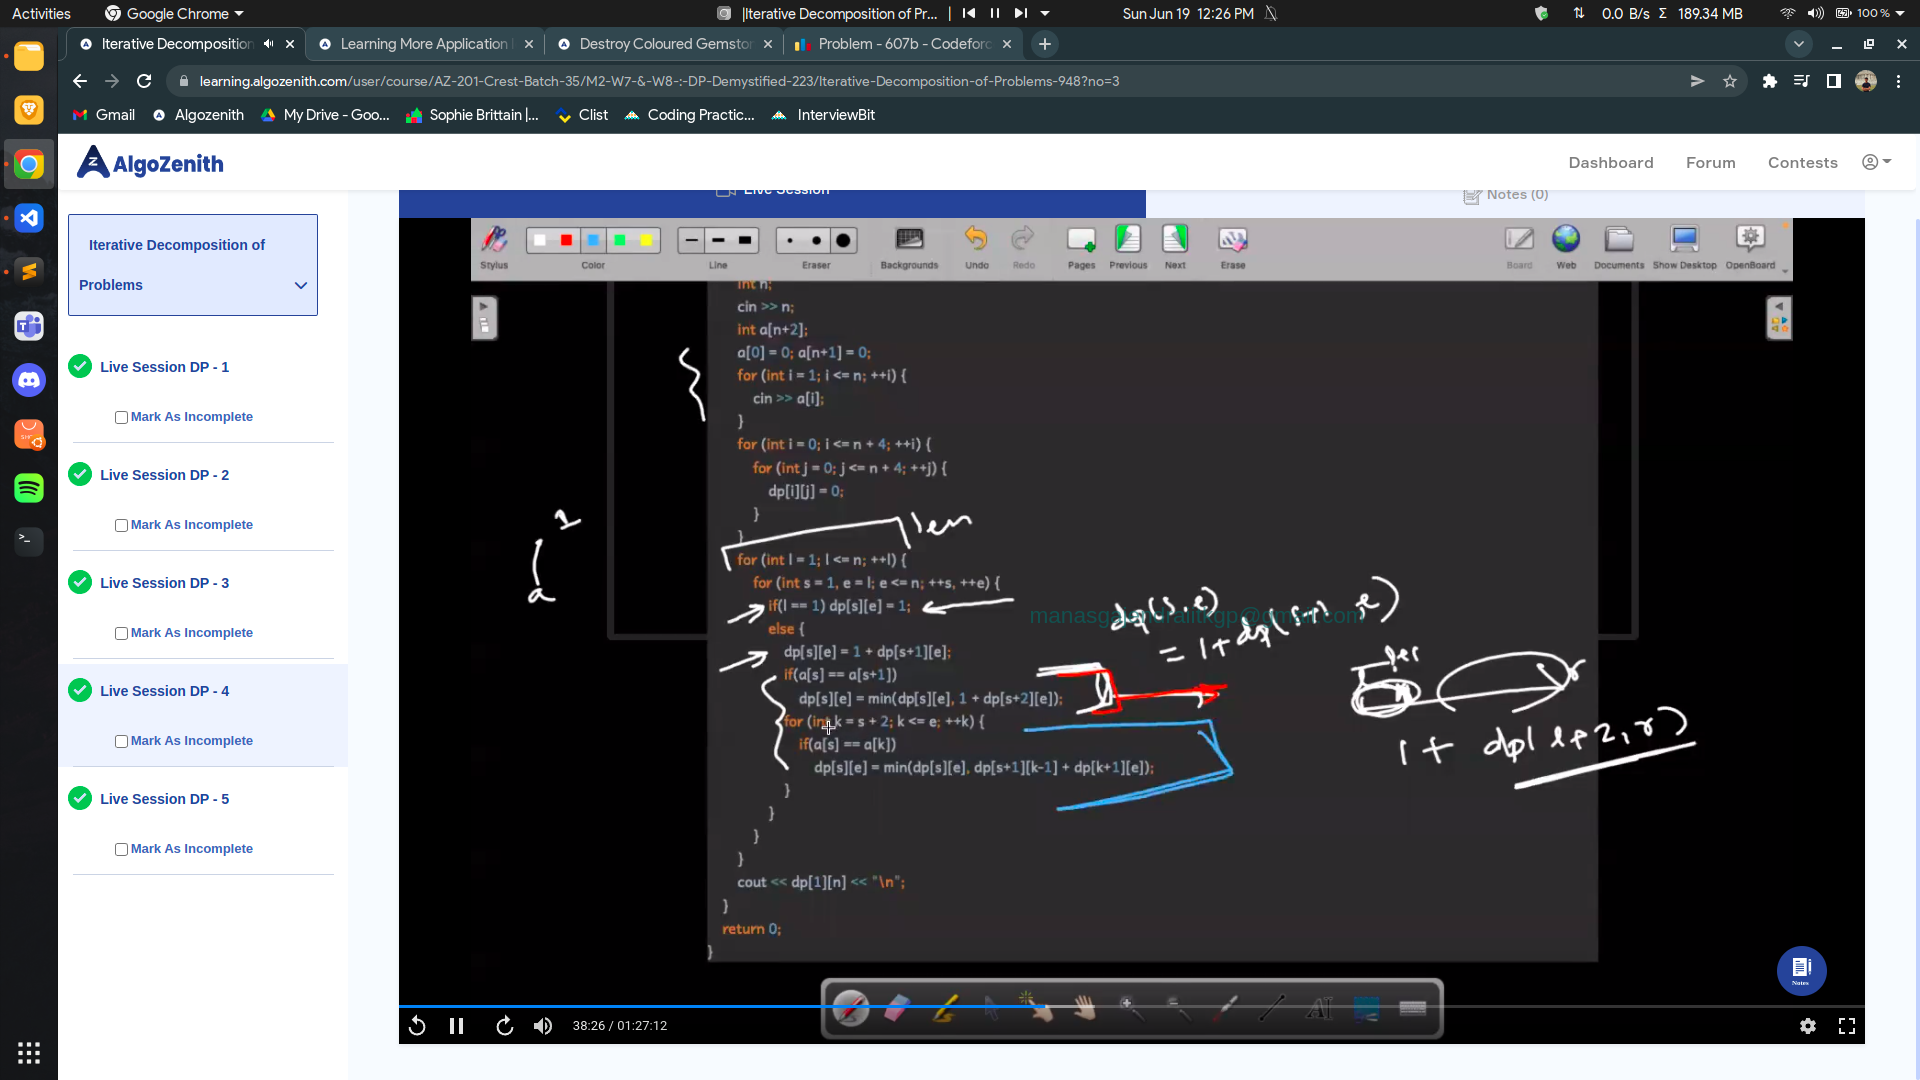 Activities
Google Chrome
|Iterative Decomposition of Pr...
Sun Jun 19 12:26 PM
0.0 B/s Σ 189.34 MB
100 %
Iterative Decomposition
Learning More Application
Destroy Coloured Gemsto
Problem - 607b - Codeforc
learning.algozenith.com/user/course/AZ-201-Crest-Batch-35/M2-W7-&-W8-:-DP-Demystified-223/Iterative-Decomposition-of-Problems-948?no=3
Gmail
Algozenith
My Drive - Goo...
Sophie Brittain |...
Clist
Coding Practic...
InterviewBit
AlgoZenith
Dashboard
Forum
Contests
Live Session
Notes (0)
Iterative Decomposition of
Problems
Live Session DP - 1
Mark As Incomplete
Live Session DP - 2
Mark As Incomplete
Live Session DP - 3
Mark As Incomplete
Live Session DP - 4
Mark As Incomplete
Live Session DP - 5
Mark As Incomplete
Stylus
Color
Line
Eraser
Backgrounds
Undo
Redo
Pages
Previous
Next
Erase
Board
Web
Documents
Show Desktop
OpenBoard
int n;
cin >> n;
int a[n+2];
a[0] = 0; a[n+1] = 0;
for (int i = 1; i <= n; ++i) {
cin >> a[i];
}
for (int i = 0; i <= n + 4; ++i) {
for (int j = 0; j <= n + 4; ++j) {
dp[i][j] = 0;
}
}
len
for (int l = 1; l <= n; ++l) {
for (int s = 1, e = l; e <= n; ++s, ++e) {
if(l == 1) dp[s][e] = 1;
else {
dp[s][e] = 1 + dp[s+1][e];
if(a[s] == a[s+1])
dp[s][e] = min(dp[s][e], 1 + dp[s+2][e]);
for (int k = s + 2; k <= e; ++k) {
if(a[s] == a[k])
dp[s][e] = min(dp[s][e], dp[s+1][k-1] + dp[k+1][e]);
}
}
}
}
cout << dp[1][n] << "\n";
}
return 0;
}
1
a
dp(s,e)
= 1+dp(s+1,e)
1 + dp(l+2,r)
Notes
38:26 / 01:27:12